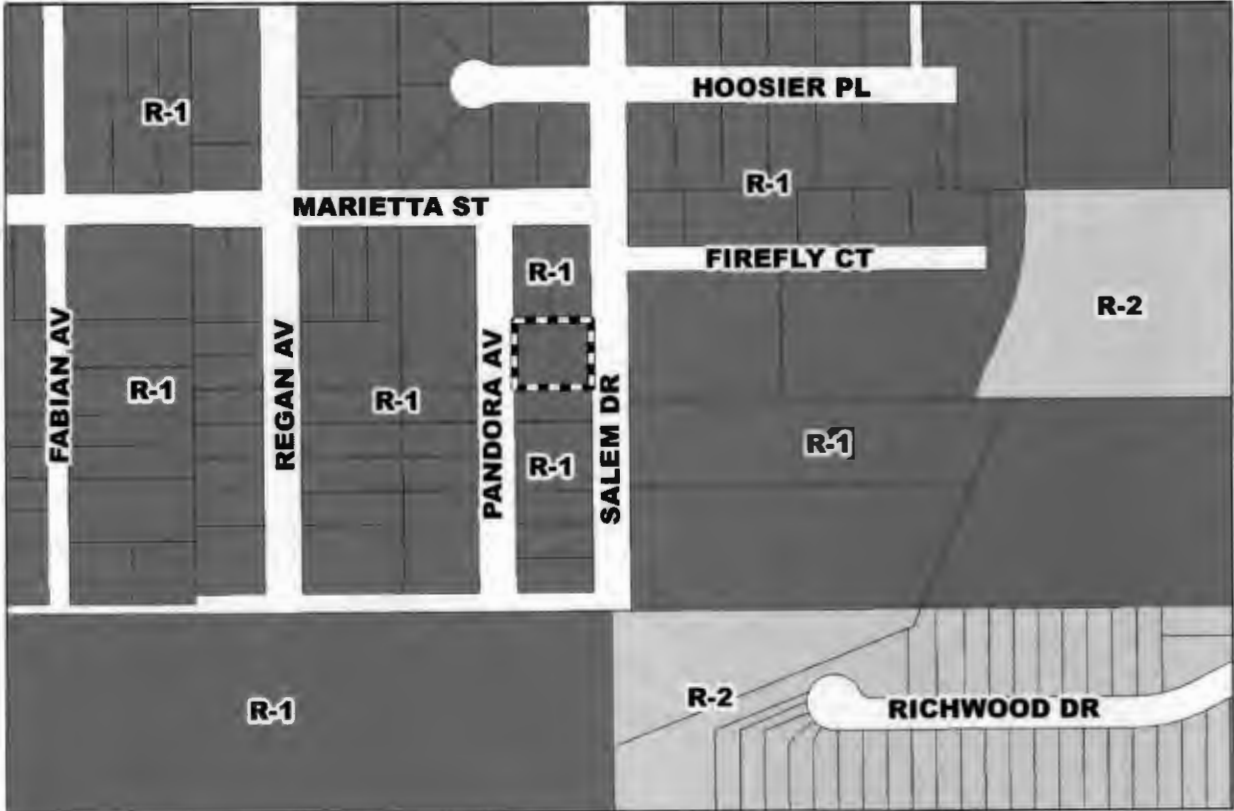 HOOSIER PL
R-1
R-1
MARIETTA ST
FIREFLY CT
R-1
R-2
FABIAN AV
REGAN AV
PANDORA AV
SALEM DR
R-1
R-1
R-1
R-1
R-2
RICHWOOD DR
R-1